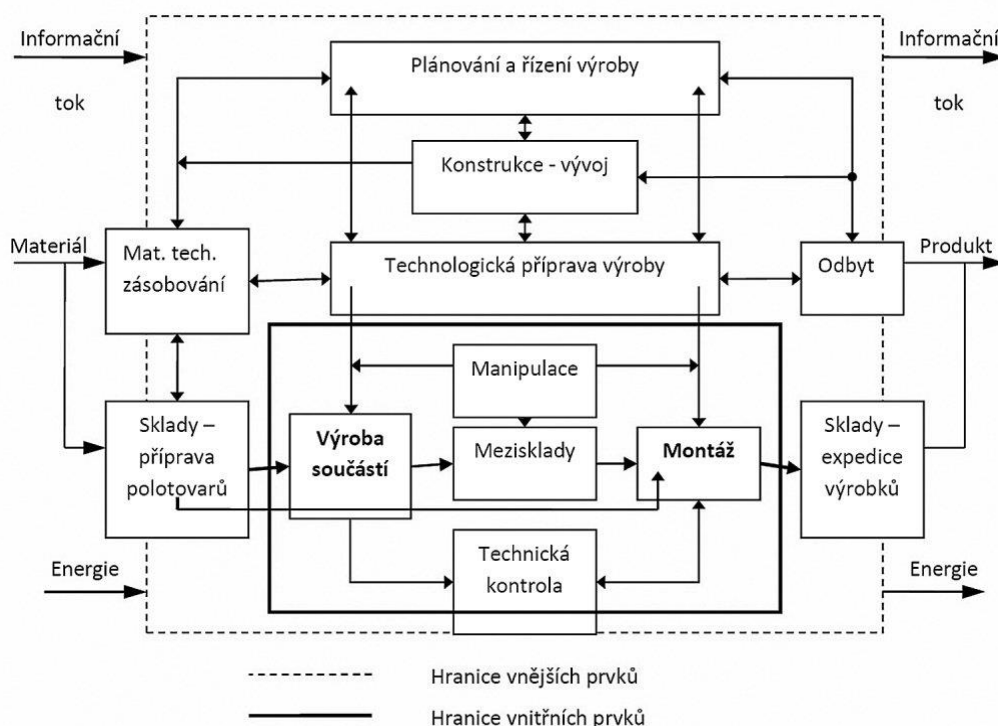 Informační
tok
Informační
tok
Plánování a řízení výroby
Konstrukce - vývoj
Materiál
Mat. tech.
zásobování
Technologická příprava výroby
Odbyt
Produkt
Manipulace
Sklady –
příprava
polotovarů
Výroba
součástí
Mezisklady
Montáž
Sklady –
expedice
výrobků
Technická
kontrola
Energie
Energie
Hranice vnějších prvků
Hranice vnitřních prvků